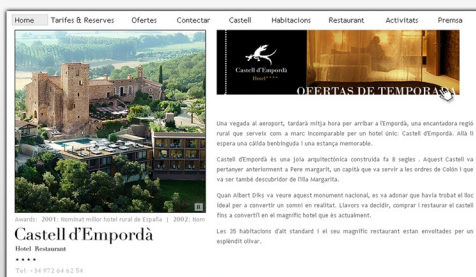 Home Tarifes & Reserves Ofertes Contectar Castell Habitacions Restaurant Activitats Premsa
Castell d'Empordà
Hotel ****
OFERTAS DE TEMPORADA
Una vegada al aeroport, tardarà mitja hora per arribar a l'Empordà, una encantadora regió
rural que serveix com a marc incomparable per un hotel únic: Castell d'Empordà. Allà li
espera una càlida benbinguda i una estança memorable.
Castell d'Empordà és una joia arquitectónica construida fa 8 segles . Aquest Castell va
pertanyer anteriorment a Pere margarit, un capità que va servir a les ordres de Colón i que
va ser també descubridor de l'illa Margarita.
Quan Albert Diks va veure aquest monument nacional, es va adonar que havia trobat el lloc
ideal per a convertir un somni en realitat. Llavors va decidir, comprar i restaurar el castell
fins a convertil en el magnífic hotel que és actualment.
Les 35 habitacions d'alt standard i el seu magnífic restaurant estan envoltades per un
esplèndit olivar.
Awards: 2001: Nominat millor hotel rural de España | 2002: Nom
Castell d'Empordà
Hotel Restaurant
****
Tel: +34 972 64 62 54